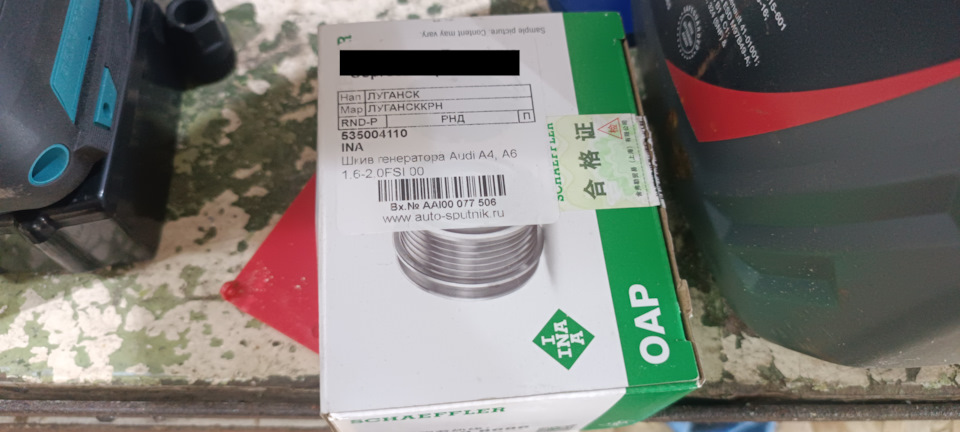 Sample picture. Content may vary.
Нап ЛУГАНСК
Мар ЛУГАНСККРН
RND-P РНД П
535004110
INA
Шкив генератора Audi A4, A6
1.6-2.0FSI 00
Вх.№ AAI00 077 506
www.auto-sputnik.ru
SCHAEFFLER
合格证
检
INA
INA
OAP
SCHAEFFLER